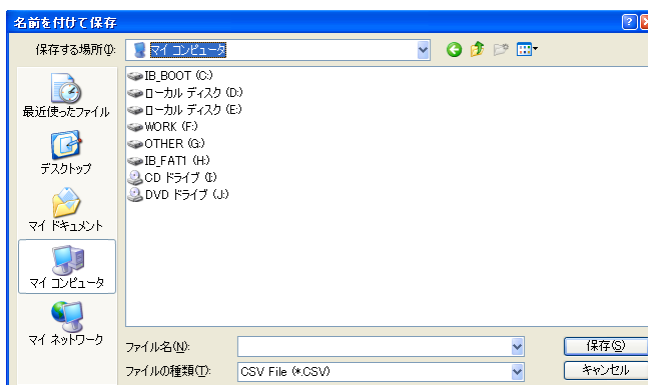 名前を付けて保存
保存する場所(I):
マイ コンピュータ
最近使ったファイル
デスクトップ
マイ ドキュメント
マイ コンピュータ
マイ ネットワーク
IB_BOOT (C:)
ローカル ディスク (D:)
ローカル ディスク (E:)
WORK (F:)
OTHER (G:)
IB_FAT1 (H:)
CD ドライブ (I:)
DVD ドライブ (J:)
ファイル名(N):
保存(S)
ファイルの種類(T):
CSV File (*.CSV)
キャンセル